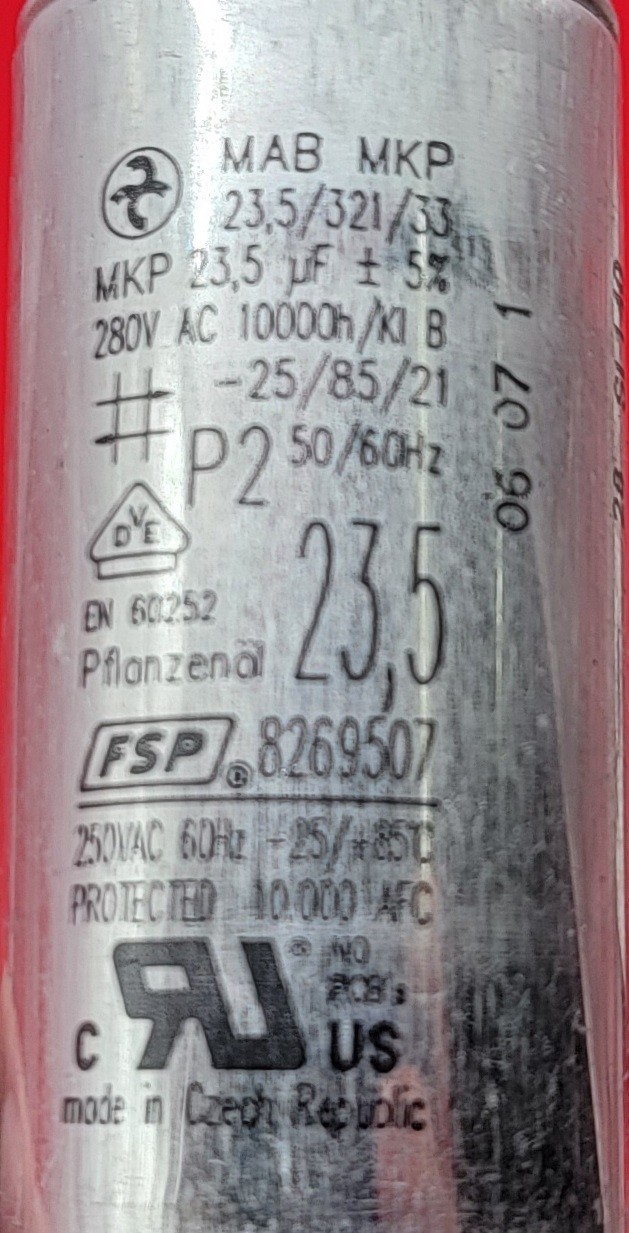 MAB MKP
23,5/321/33
MKP 23,5 µF ± 5%
280V AC 10000h/Kl B
-25/85/21
P2 50/60Hz
DVE
23,5
EN 60252
Pflanzenöl
FSP® 8269507
250VAC 60Hz -25/+85°C
PROTECTED 10.000 AFC
C RU® US
NO
PCB's
made in Czech Republic
06 07 1